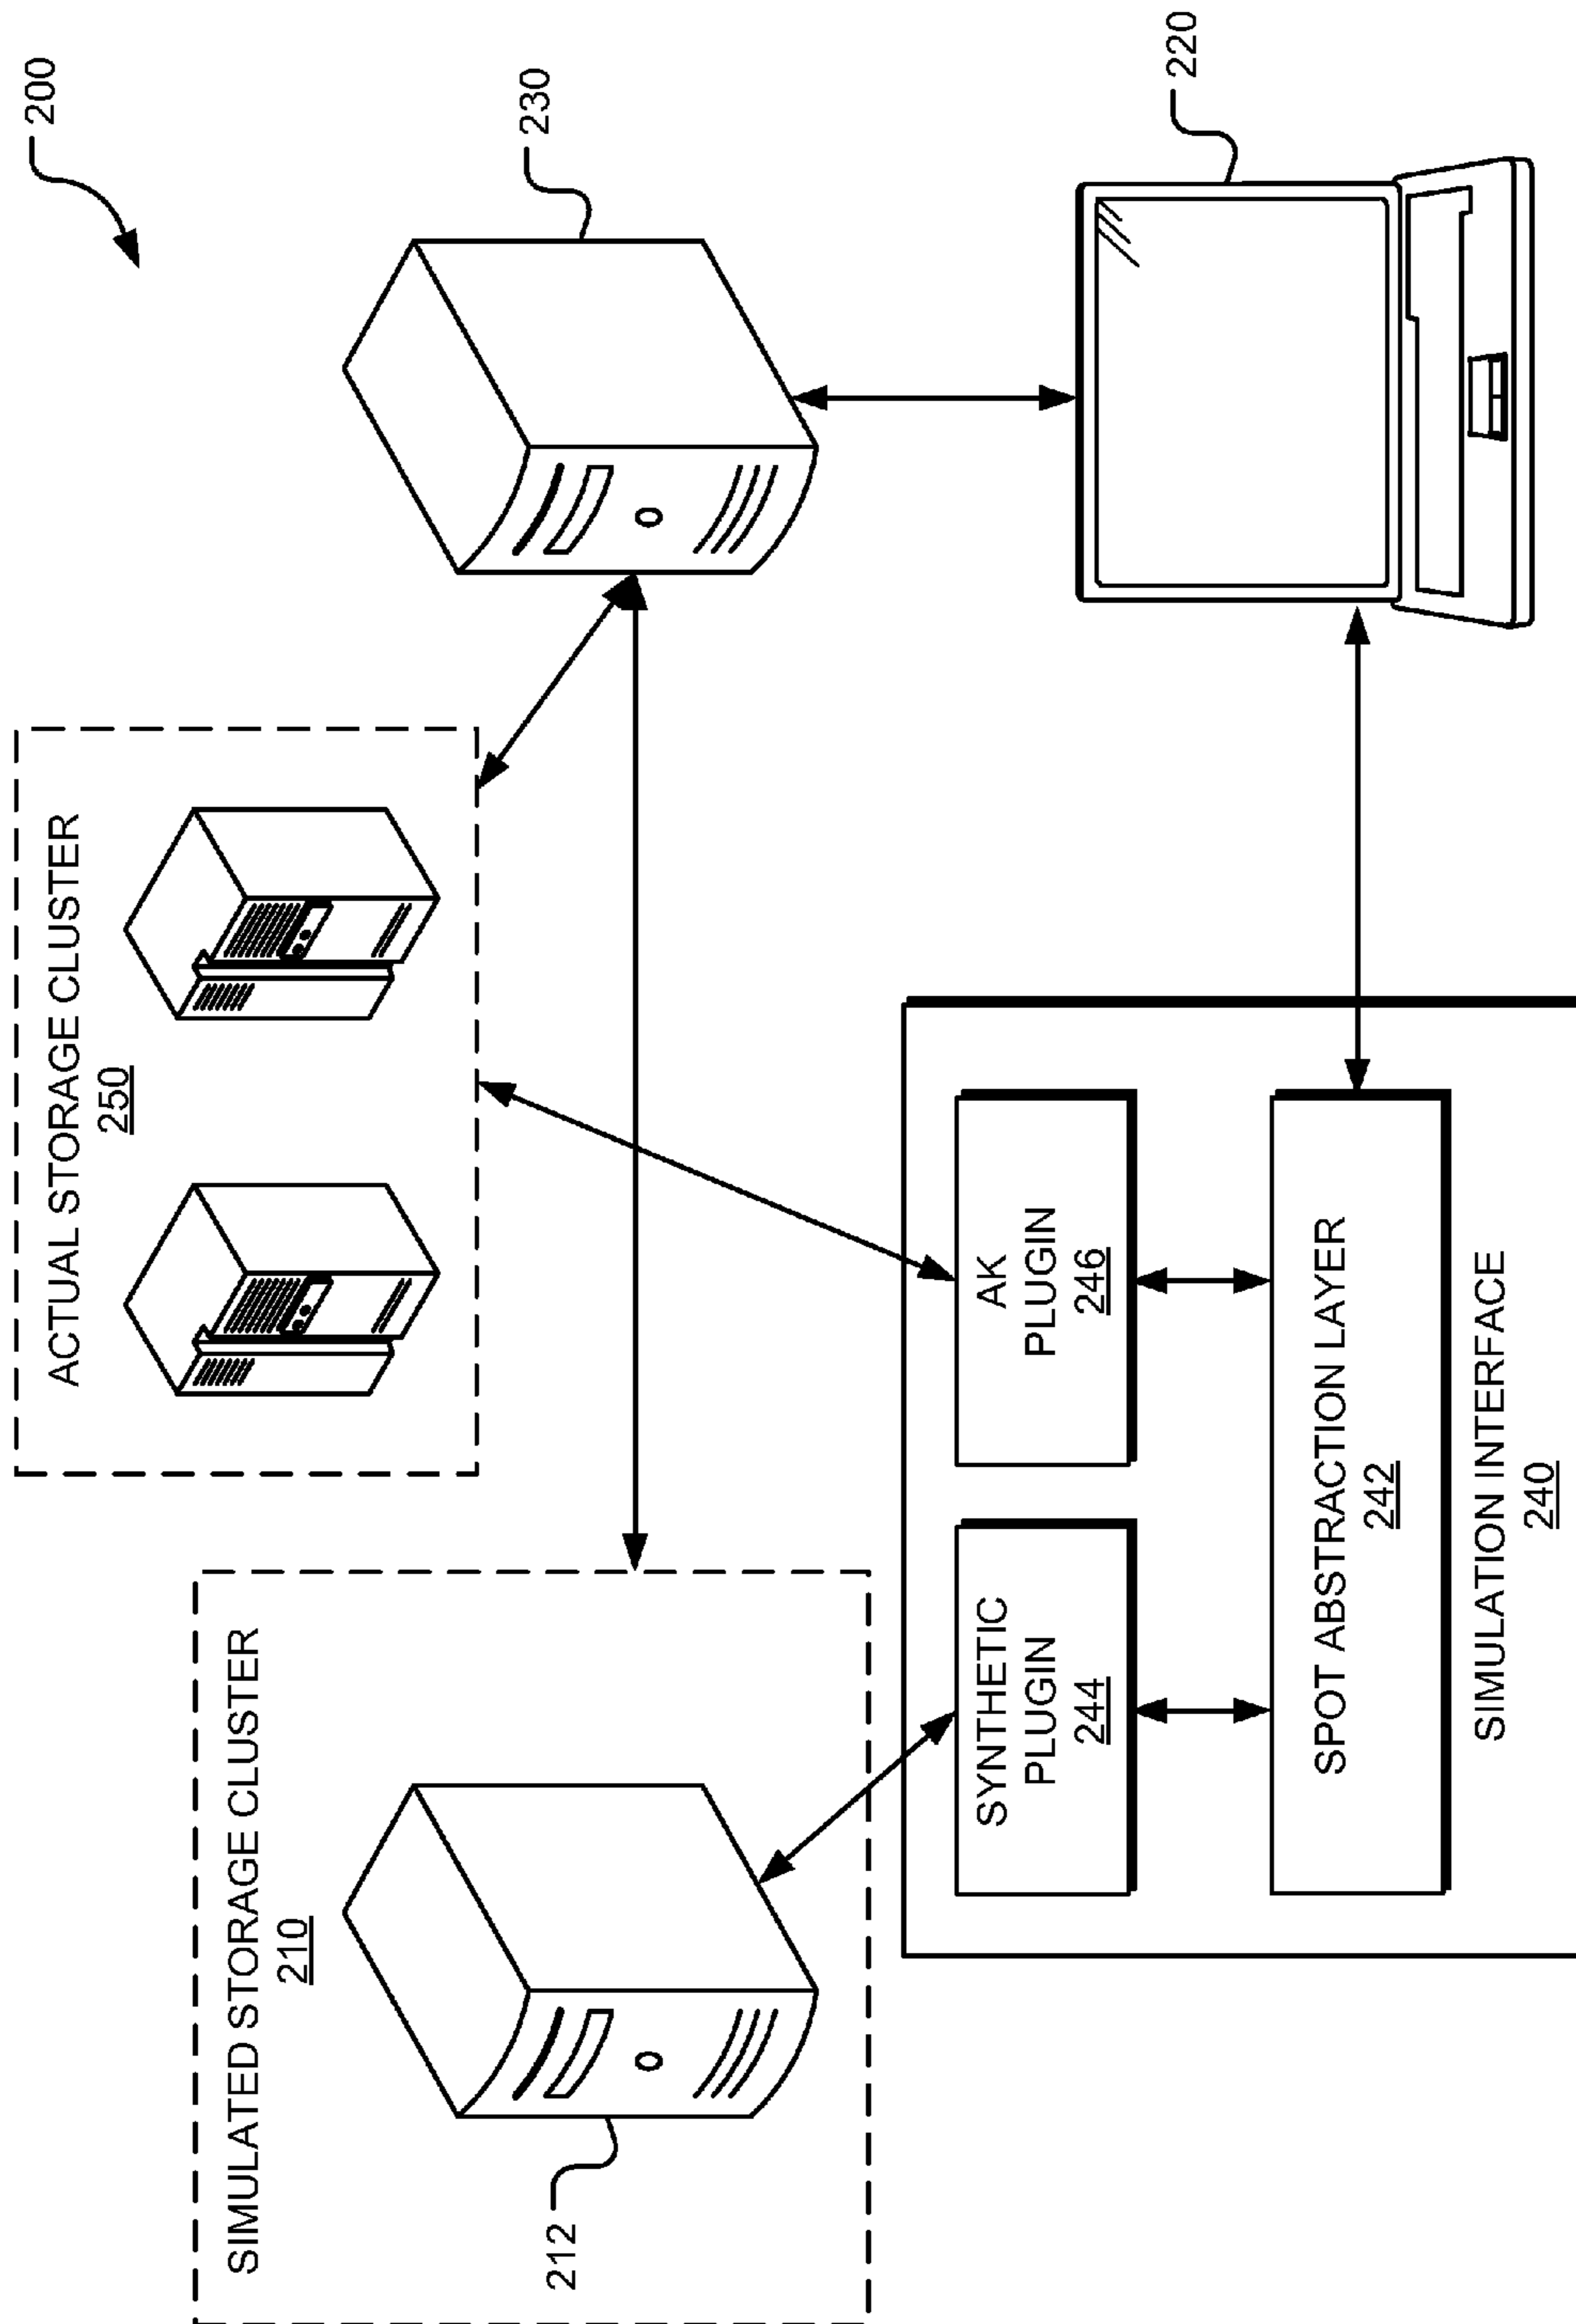 200
ACTUAL STORAGE CLUSTER
250
230
SIMULATED STORAGE CLUSTER
210
212
SYNTHETIC
PLUGIN
244
AK
PLUGIN
246
SPOT ABSTRACTION LAYER
242
SIMULATION INTERFACE
240
220